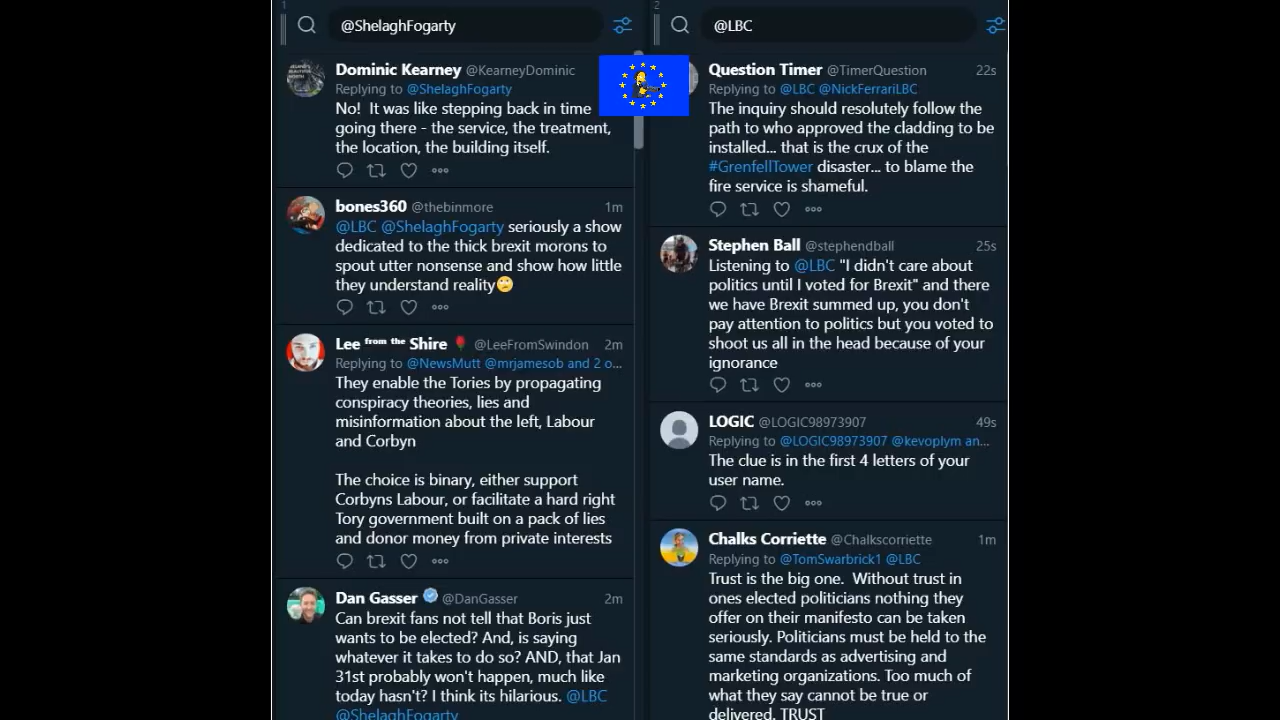 1
@ShelaghFogarty
Dominic Kearney @KearneyDominic
Replying to @ShelaghFogarty
No! It was like stepping back in time
going there - the service, the treatment,
the location, the building itself.
bones360 @thebinmore 1m
@LBC @ShelaghFogarty seriously a show
dedicated to the thick brexit morons to
spout utter nonsense and show how little
they understand reality🙄
Lee from the Shire 🌹 @LeeFromSwindon 2m
Replying to @NewsMutt @mrjamesob and 2 o...
They enable the Tories by propagating
conspiracy theories, lies and
misinformation about the left, Labour
and Corbyn
The choice is binary, either support
Corbyns Labour, or facilitate a hard right
Tory government built on a pack of lies
and donor money from private interests
Dan Gasser @DanGasser 2m
Can brexit fans not tell that Boris just
wants to be elected? And, is saying
whatever it takes to do so? AND, that Jan
31st probably won't happen, much like
today hasn't? I think its hilarious. @LBC
@ShelaghFogarty
2
@LBC
Question Timer @TimerQuestion 22s
Replying to @LBC @NickFerrariLBC
The inquiry should resolutely follow the
path to who approved the cladding to be
installed... that is the crux of the
#GrenfellTower disaster... to blame the
fire service is shameful.
Stephen Ball @stephendball 25s
Listening to @LBC "I didn't care about
politics until I voted for Brexit" and there
we have Brexit summed up, you don't
pay attention to politics but you voted to
shoot us all in the head because of your
ignorance
LOGIC @LOGIC98973907 49s
Replying to @LOGIC98973907 @kevoplym an...
The clue is in the first 4 letters of your
user name.
Chalks Corriette @Chalkscorriette 1m
Replying to @TomSwarbrick1 @LBC
Trust is the big one. Without trust in
ones elected politicians nothing they
offer on their manifesto can be taken
seriously. Politicians must be held to the
same standards as advertising and
marketing organizations. Too much of
what they say cannot be true or
delivered. TRUST